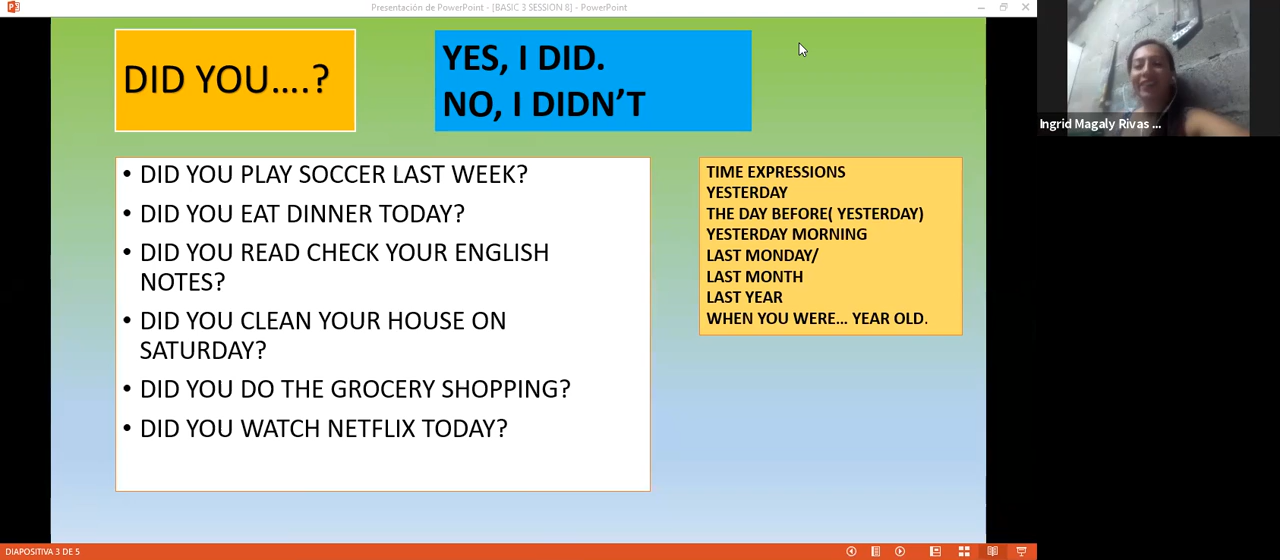 Presentación de PowerPoint - [BASIC 3 SESSION 8] - PowerPoint
DID YOU....?
YES, I DID.
NO, I DIDN'T
• DID YOU PLAY SOCCER LAST WEEK?
• DID YOU EAT DINNER TODAY?
• DID YOU READ CHECK YOUR ENGLISH
NOTES?
• DID YOU CLEAN YOUR HOUSE ON
SATURDAY?
• DID YOU DO THE GROCERY SHOPPING?
• DID YOU WATCH NETFLIX TODAY?
TIME EXPRESSIONS
YESTERDAY
THE DAY BEFORE( YESTERDAY)
YESTERDAY MORNING
LAST MONDAY/
LAST MONTH
LAST YEAR
WHEN YOU WERE... YEAR OLD.
Ingrid Magaly Rivas ...
DIAPOSITIVA 3 DE 5